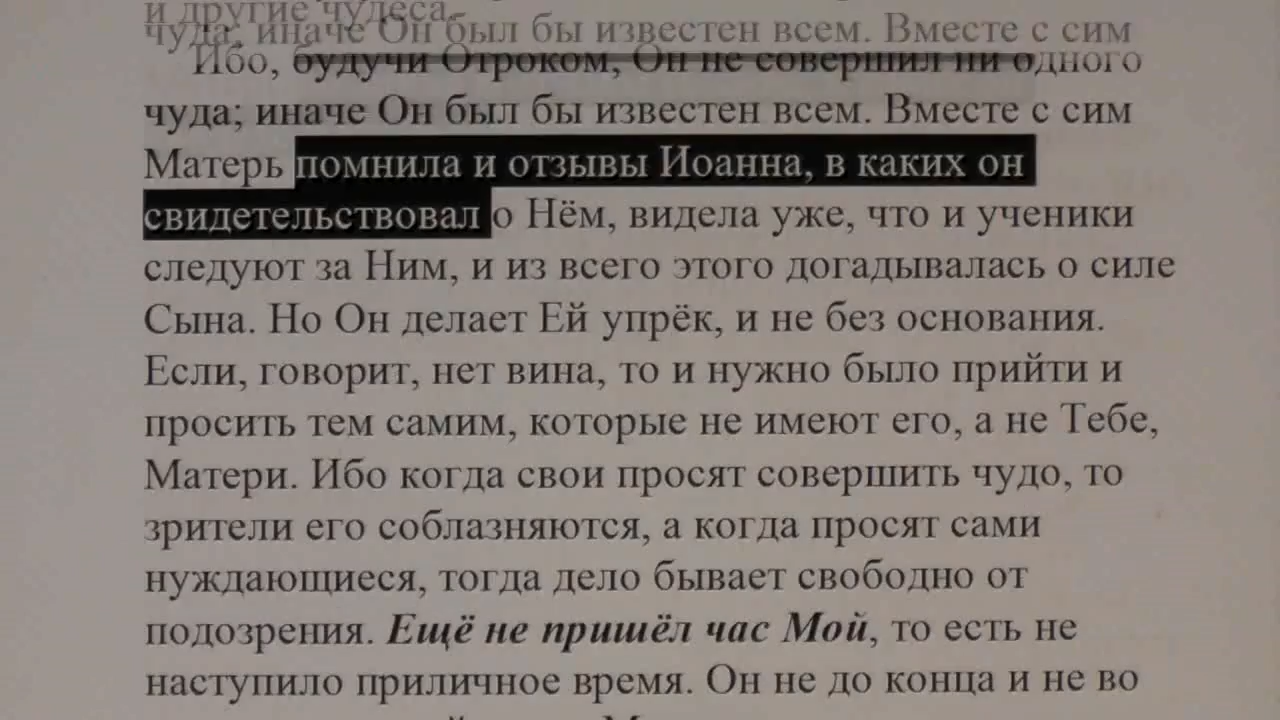 и другие чудеса.
чуда; иначе Он был бы известен всем. Вместе с сим
Ибо, будучи Отроком, Он не совершил ни одного
чуда; иначе Он был бы известен всем. Вместе с сим
Матерь помнила и отзывы Иоанна, в каких он
свидетельствовал о Нём, видела уже, что и ученики
следуют за Ним, и из всего этого догадывалась о силе
Сына. Но Он делает Ей упрёк, и не без основания.
Если, говорит, нет вина, то и нужно было прийти и
просить тем самим, которые не имеют его, а не Тебе,
Матери. Ибо когда свои просят совершить чудо, то
зрители его соблазняются, а когда просят сами
нуждающиеся, тогда дело бывает свободно от
подозрения. Ещё не пришёл час Мой, то есть не
наступило приличное время. Он не до конца и не во